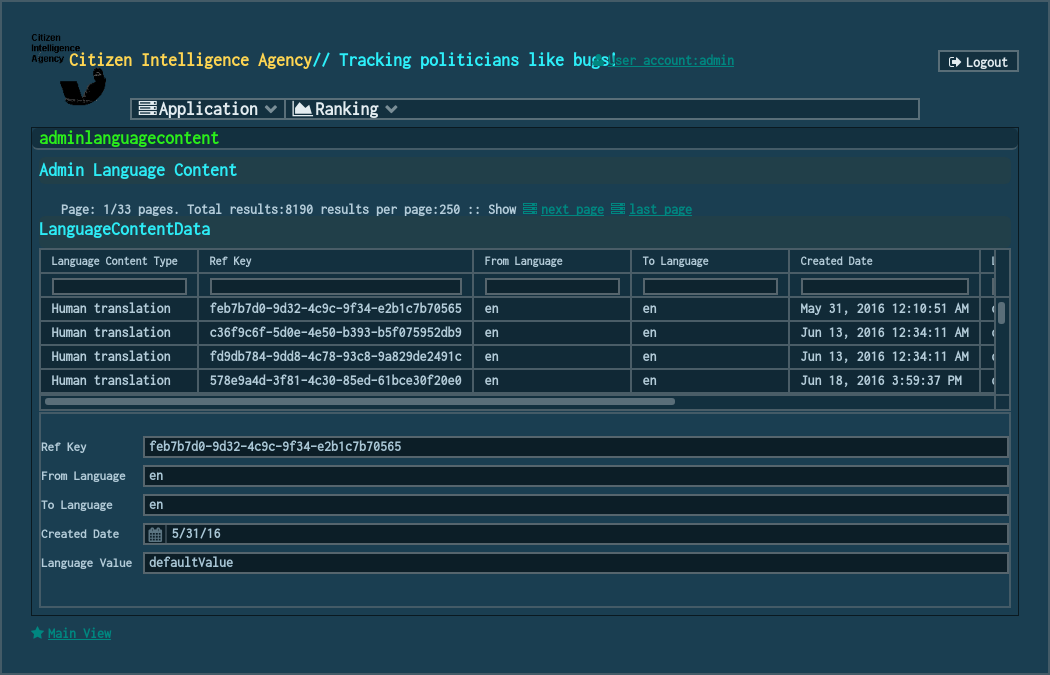 Citizen
Intelligence
Agency
Citizen Intelligence Agency// Tracking politicians like bugs!
User account:admin
Logout
Application Ranking
adminlanguagecontent
Admin Language Content
Page: 1/33 pages. Total results:8190 results per page:250 :: Show next page last page
LanguageContentData
Language Content Type Ref Key From Language To Language Created Date
Human translation feb7b7d0-9d32-4c9c-9f34-e2b1c7b70565 en en May 31, 2016 12:10:51 AM
Human translation c36f9c6f-5d0e-4e50-b393-b5f075952db9 en en Jun 13, 2016 12:34:11 AM
Human translation fd9db784-9dd8-4c78-93c8-9a829de2491c en en Jun 13, 2016 12:34:11 AM
Human translation 578e9a4d-3f81-4c30-85ed-61bce30f20e0 en en Jun 18, 2016 3:59:37 PM
Ref Key feb7b7d0-9d32-4c9c-9f34-e2b1c7b70565
From Language en
To Language en
Created Date 5/31/16
Language Value defaultValue
Main View